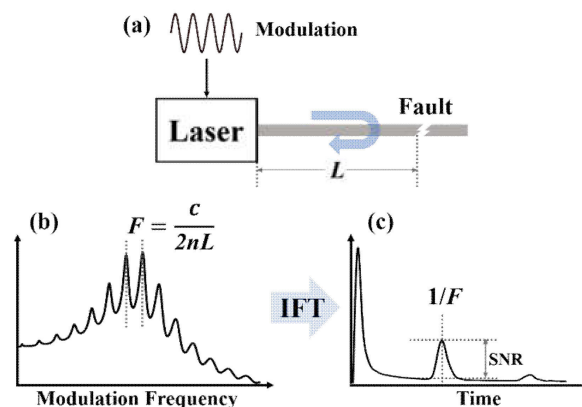 (a)
Modulation
Laser
Fault
L
(b)
F = c / 2nL
Modulation Frequency
IFT
(c)
1/F
SNR
Time